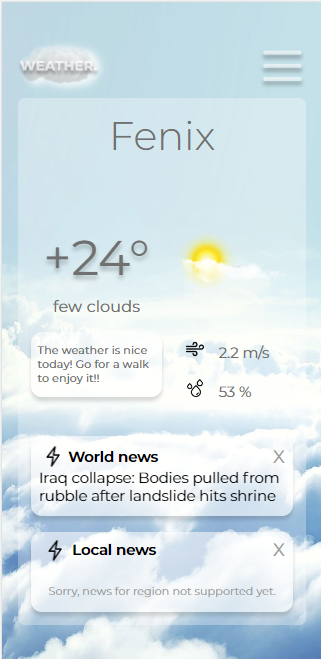 WEATHER.
Fenix
+24°
few clouds
The weather is nice
today! Go for a walk
to enjoy it!!
2.2 m/s
53 %
World news
X
Iraq collapse: Bodies pulled from
rubble after landslide hits shrine
Local news
X
Sorry, news for region not supported yet.